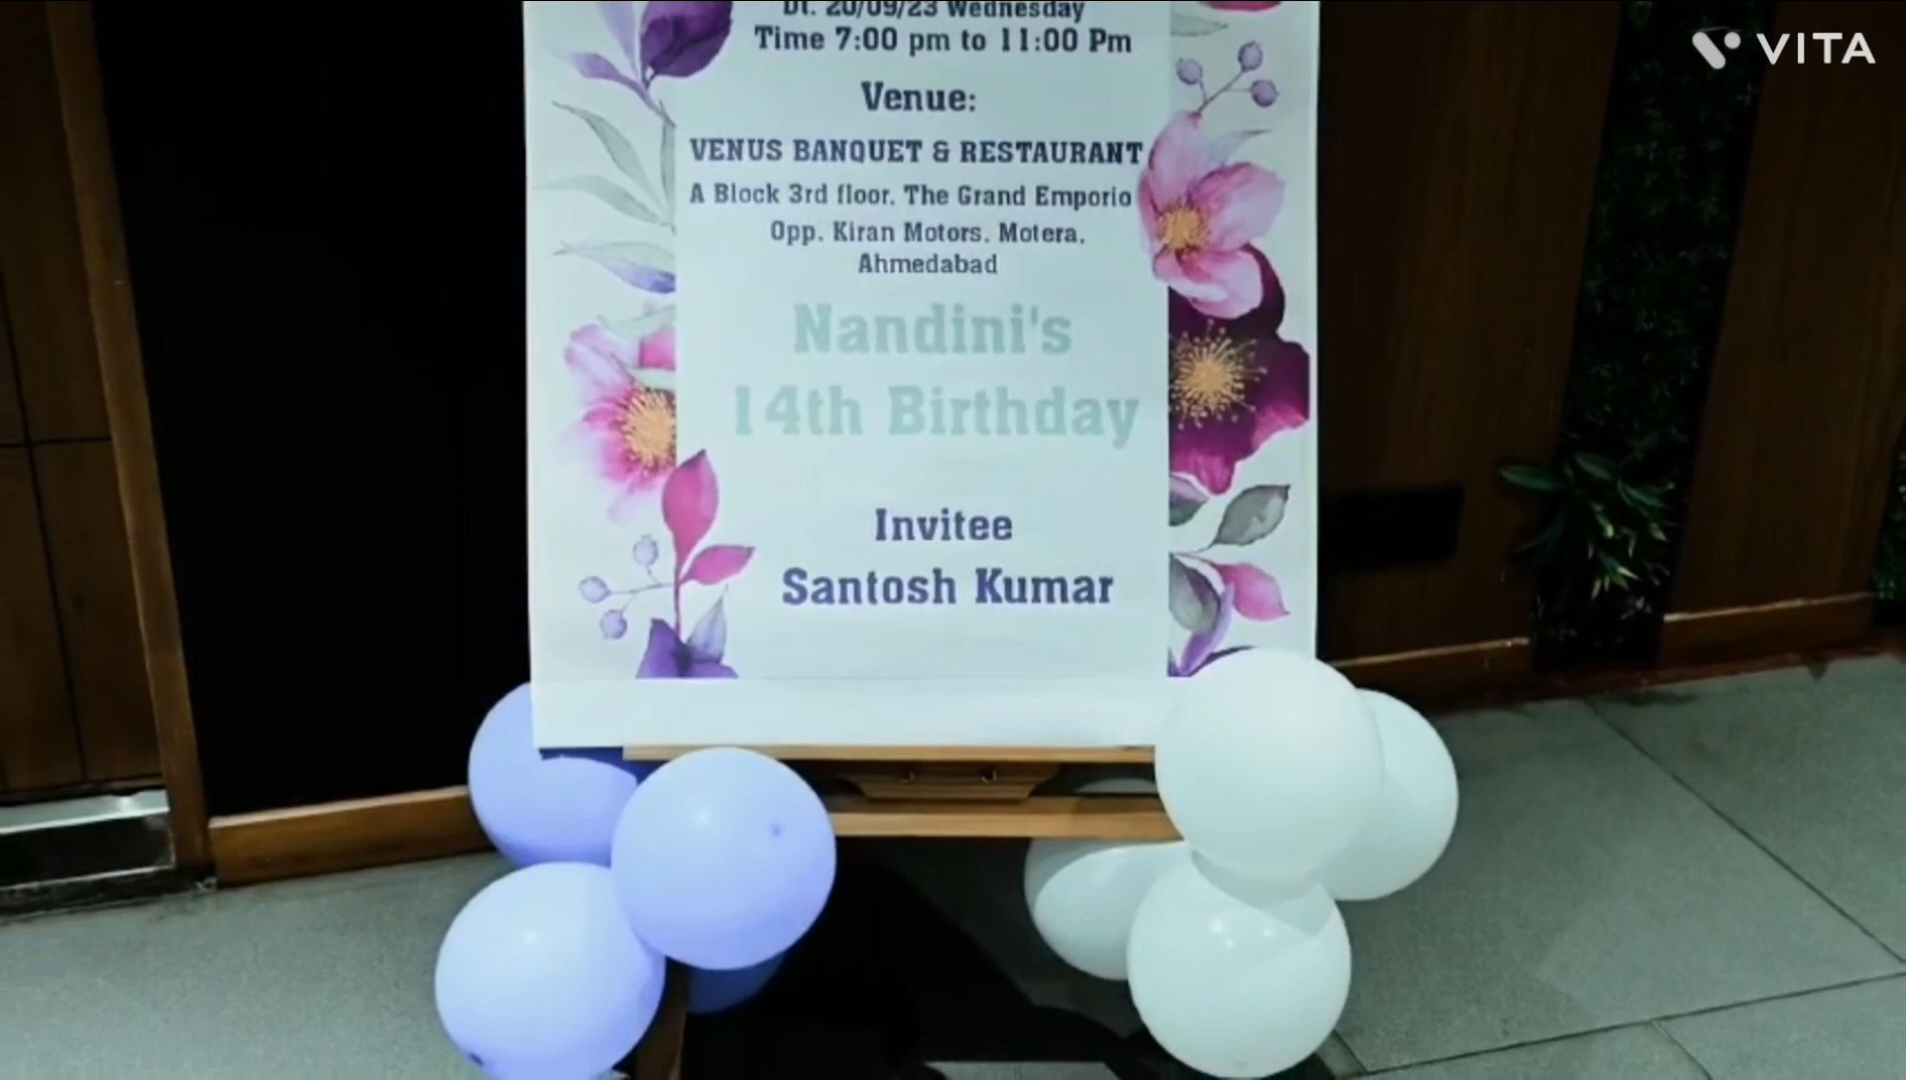 Dt. 20/09/23 Wednesday
Time 7:00 pm to 11:00 Pm
Venue:
VENUS BANQUET & RESTAURANT
A Block 3rd floor. The Grand Emporio
Opp. Kiran Motors. Motera.
Ahmedabad
Nandini's
14th Birthday
Invitee
Santosh Kumar
VITA